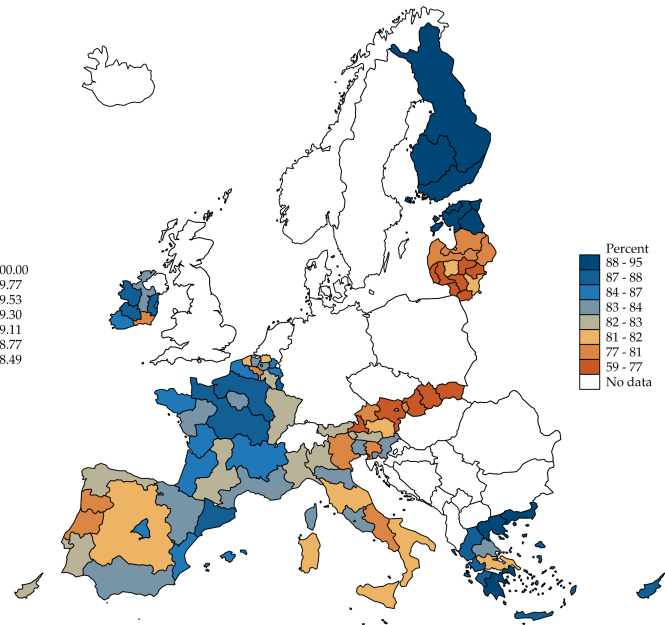 00.00
9.77
9.53
9.30
9.11
8.77
8.49
Percent
88 - 95
87 - 88
84 - 87
83 - 84
82 - 83
81 - 82
77 - 81
59 - 77
No data